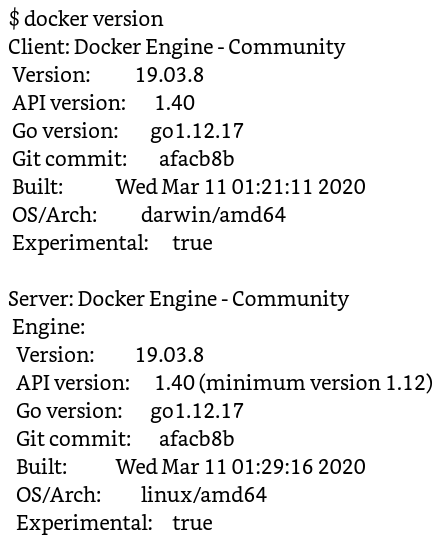 $ docker version
Client: Docker Engine - Community
 Version:           19.03.8
 API version:       1.40
 Go version:        go1.12.17
 Git commit:        afacb8b
 Built:             Wed Mar 11 01:21:11 2020
 OS/Arch:           darwin/amd64
 Experimental:      true

Server: Docker Engine - Community
 Engine:
  Version:          19.03.8
  API version:      1.40 (minimum version 1.12)
  Go version:       go1.12.17
  Git commit:       afacb8b
  Built:            Wed Mar 11 01:29:16 2020
  OS/Arch:          linux/amd64
  Experimental:     true